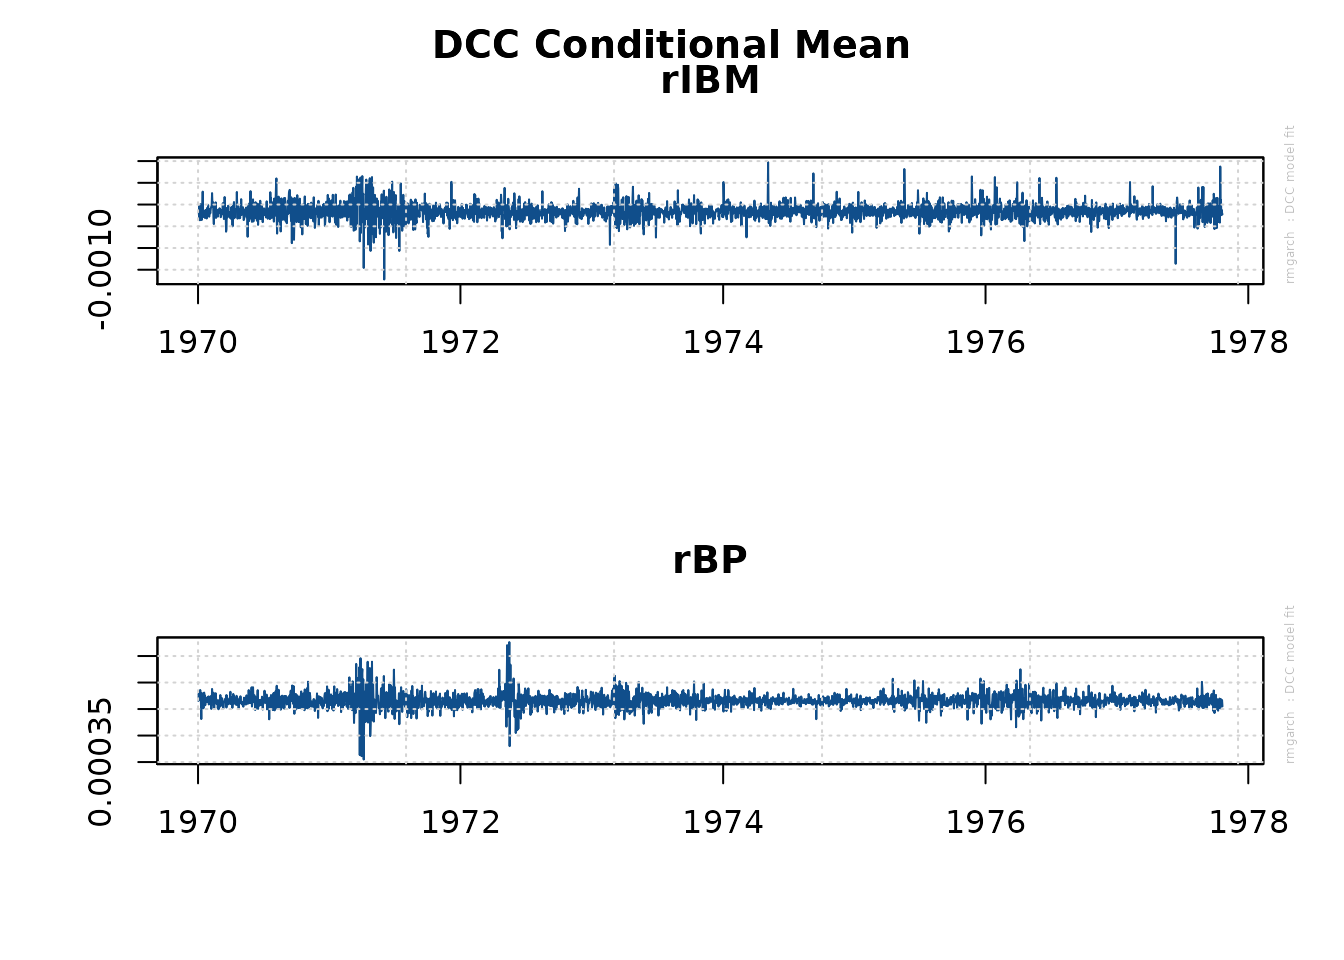 DCC Conditional Mean
rIBM
-0.0010
1970 1972 1974 1976 1978
rmgarch : DCC model fit
rBP
0.00035
1970 1972 1974 1976 1978
rmgarch : DCC model fit